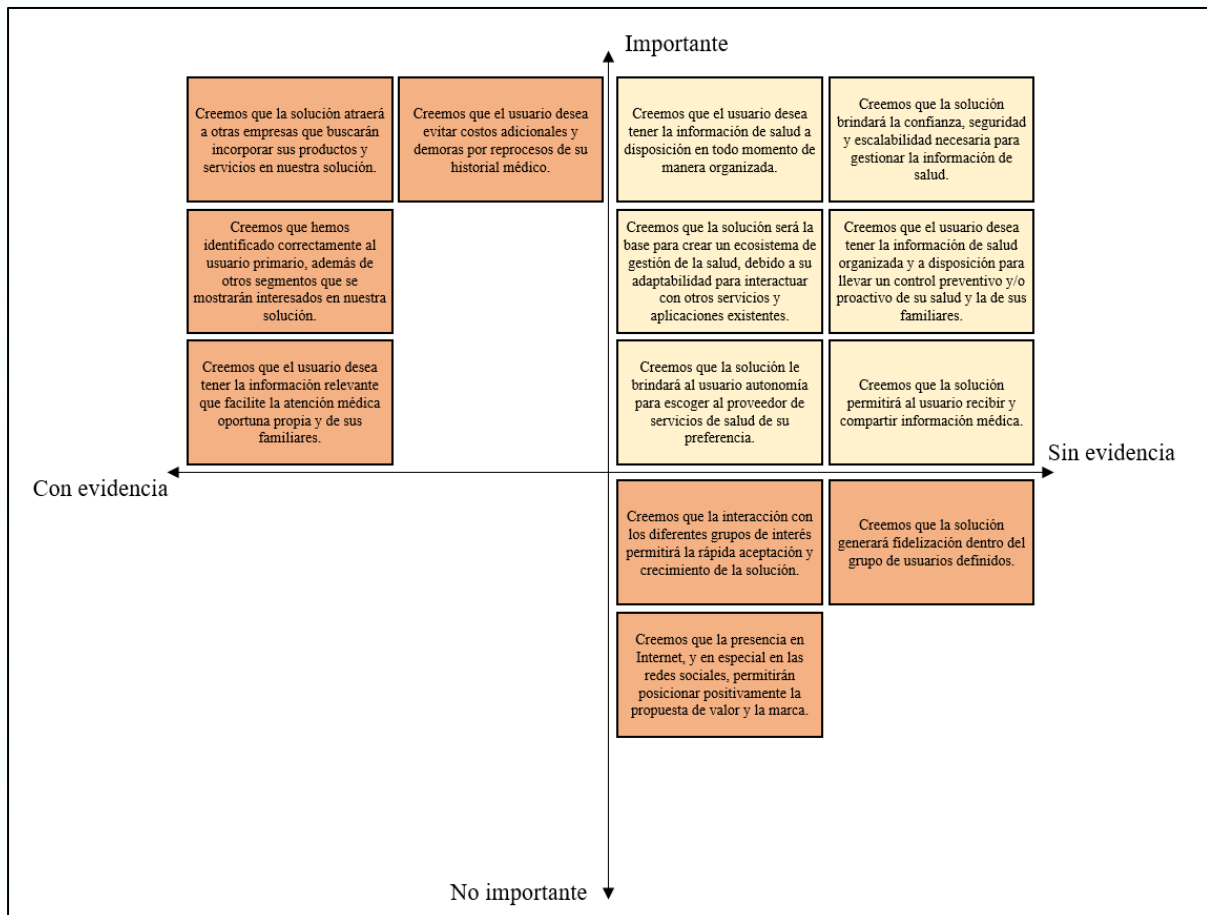 Importante
Creemos que la solución atraerá
a otras empresas que buscarán
incorporar sus productos y
servicios en nuestra solución.
Creemos que el usuario desea
evitar costos adicionales y
demoras por reprocesos de su
historial médico.
Creemos que el usuario desea
tener la información de salud a
disposición en todo momento de
manera organizada.
Creemos que la solución
brindará la confianza, seguridad
y escalabilidad necesaria para
gestionar la información de
salud.
Creemos que hemos
identificado correctamente al
usuario primario, además de
otros segmentos que se
mostrarán interesados en nuestra
solución.
Creemos que la solución será la
base para crear un ecosistema de
gestión de la salud, debido a su
adaptabilidad para interactuar
con otros servicios y
aplicaciones existentes.
Creemos que el usuario desea
tener la información de salud
organizada y a disposición para
llevar un control preventivo y/o
proactivo de su salud y la de sus
familiares.
Creemos que el usuario desea
tener la información relevante
que facilite la atención médica
oportuna propia y de sus
familiares.
Creemos que la solución le
brindará al usuario autonomía
para escoger al proveedor de
servicios de salud de su
preferencia.
Creemos que la solución
permitirá al usuario recibir y
compartir información médica.
Con evidencia
Sin evidencia
Creemos que la interacción con
los diferentes grupos de interés
permitirá la rápida aceptación y
crecimiento de la solución.
Creemos que la solución
generará fidelización dentro del
grupo de usuarios definidos.
Creemos que la presencia en
Internet, y en especial en las
redes sociales, permitirán
posicionar positivamente la
propuesta de valor y la marca.
No importante